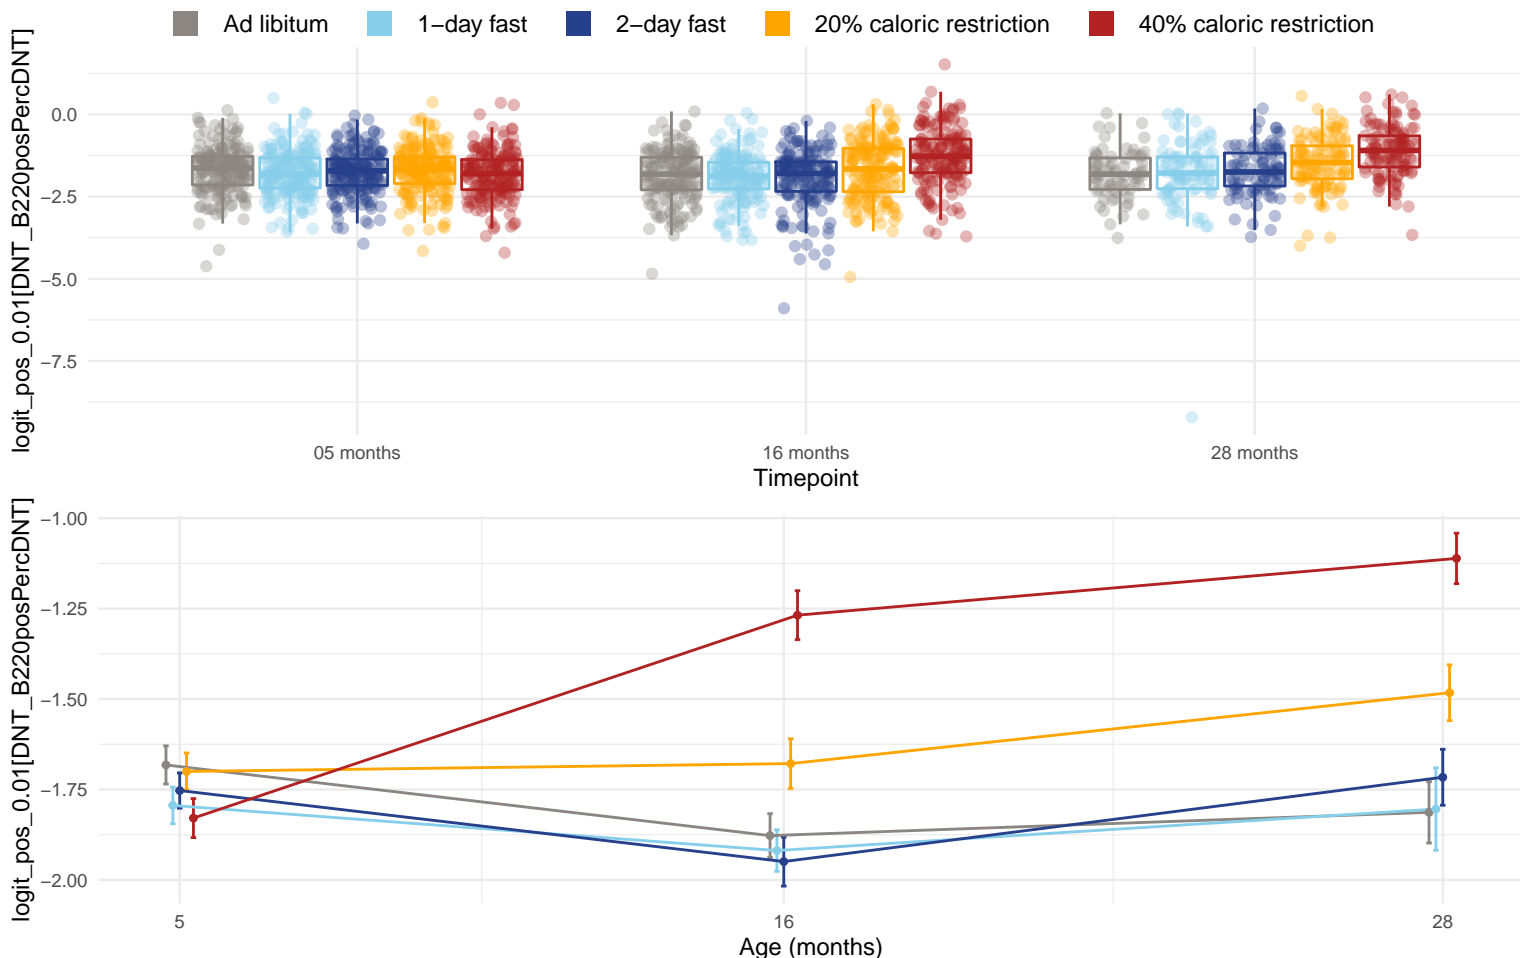 Ad libitum 1−day fast 2−day fast 20% caloric restriction 40% caloric restriction
logit_pos_0.01[DNT_B220posPercDNT]
0.0
−2.5
−5.0
−7.5
05 months 16 months 28 months
Timepoint
logit_pos_0.01[DNT_B220posPercDNT]
−1.00
−1.25
−1.50
−1.75
−2.00
5 16 28
Age (months)